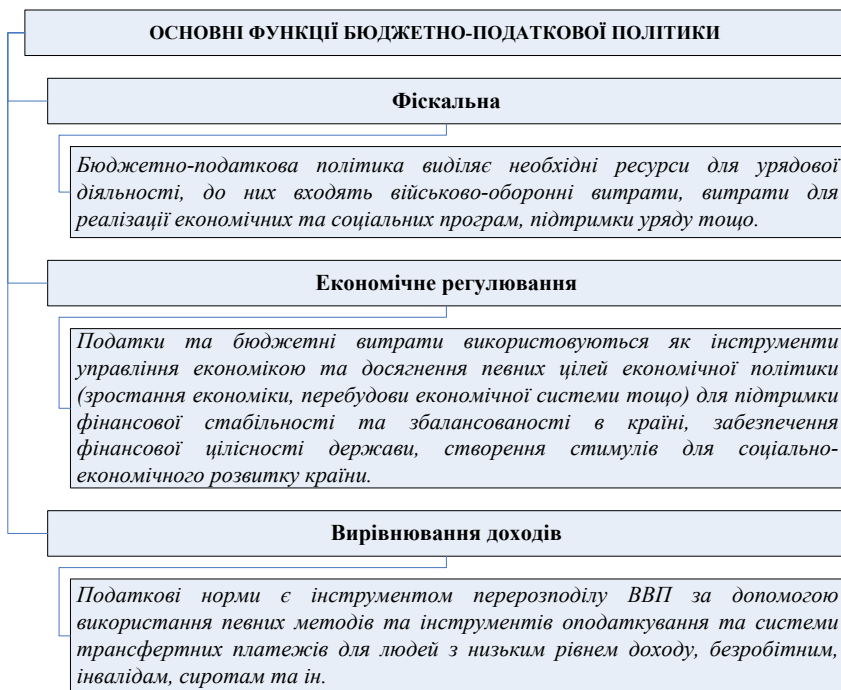 ОСНОВНІ ФУНКЦІЇ БЮДЖЕТНО-ПОДАТКОВОЇ ПОЛІТИКИ
Фіскальна
Бюджетно-податкова політика виділяє необхідні ресурси для урядової
діяльності, до них входять військово-оборонні витрати, витрати для
реалізації економічних та соціальних програм, підтримки уряду тощо.
Економічне регулювання
Податки та бюджетні витрати використовуються як інструменти
управління економікою та досягнення певних цілей економічної політики
(зростання економіки, перебудови економічної системи тощо) для підтримки
фінансової стабільності та збалансованості в країні, забезпечення
фінансової цілісності держави, створення стимулів для соціально-
економічного розвитку країни.
Вирівнювання доходів
Податкові норми є інструментом перерозподілу ВВП за допомогою
використання певних методів та інструментів оподаткування та системи
трансфертних платежів для людей з низьким рівнем доходу, безробітним,
інвалідам, сиротам та ін.